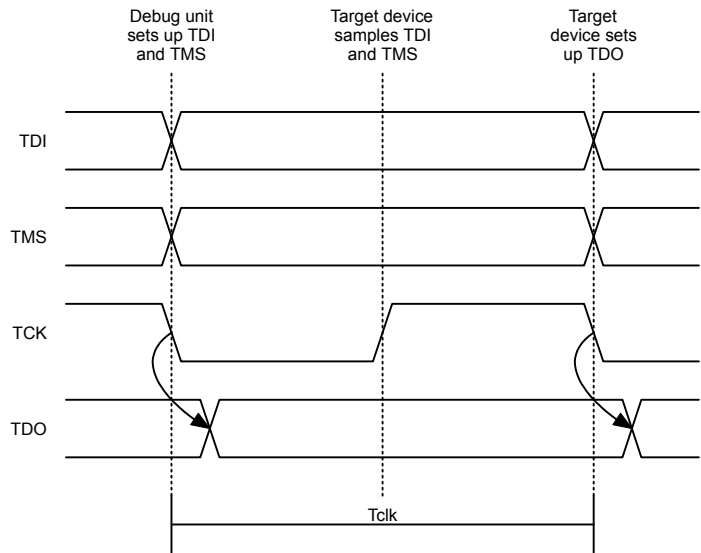 Debug unit
sets up TDI
and TMS
Target device
samples TDI
and TMS
Target
device sets
up TDO
TDI
TMS
TCK
TDO
Tclk